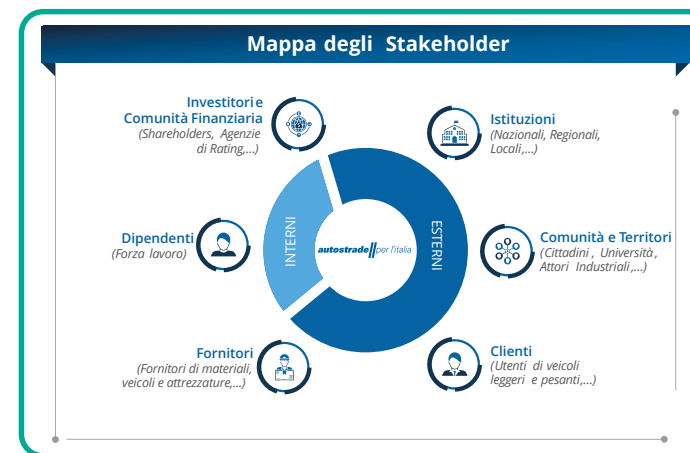 Mappa degli Stakeholder
Investitori e
Comunità Finanziaria
(Shareholders, Agenzie
di Rating,...)
Istituzioni
(Nazionali, Regionali,
Locali,...)
Dipendenti
(Forza lavoro)
INTERNI
autostrade//per l'italia
ESTERNI
Comunità e Territori
(Cittadini, Università,
Attori Industriali,...)
Fornitori
(Fornitori di materiali,
veicoli e attrezzature,...)
Clienti
(Utenti di veicoli
leggeri e pesanti,...)